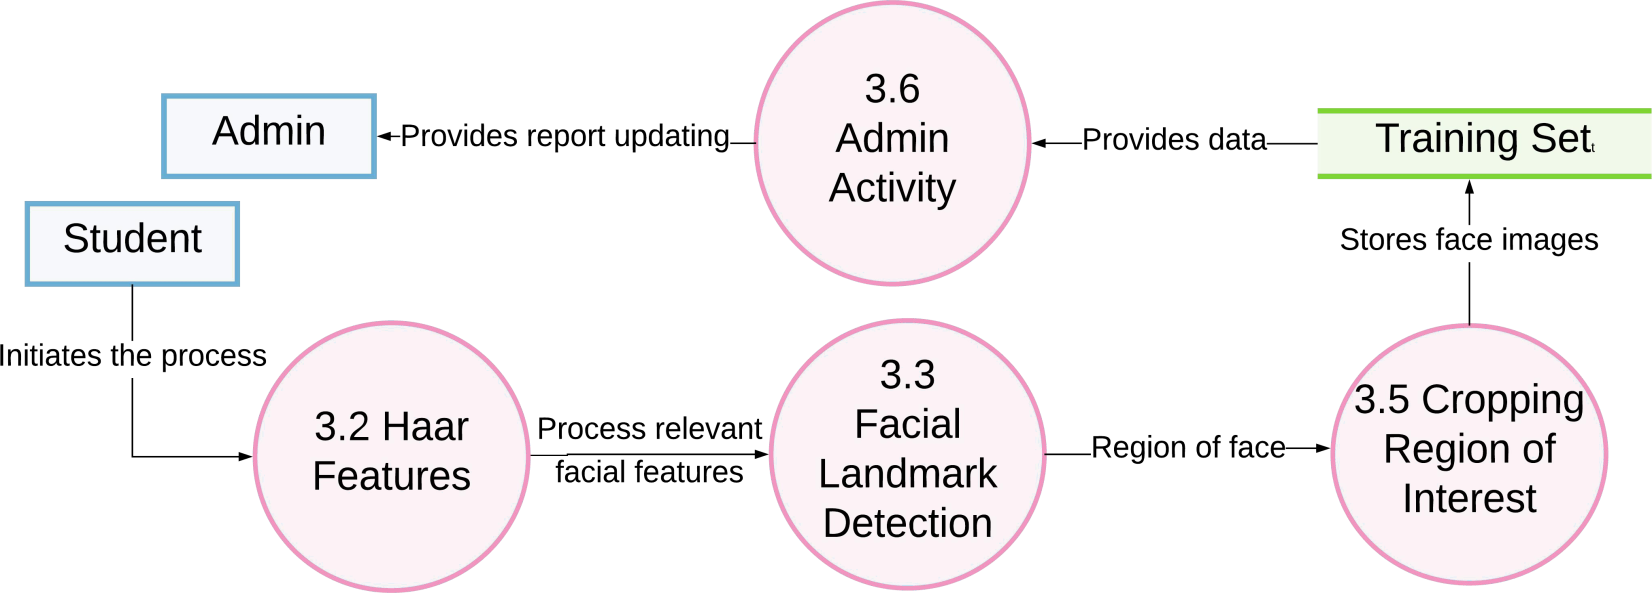 3.6
Admin
Activity
Admin
Provides report updating
Provides data
Training Set
t
Student
Stores face images
Initiates the process
3.2 Haar
Features
Process relevant
facial features
3.3
Facial
Landmark
Detection
Region of face
3.5 Cropping
Region of
Interest